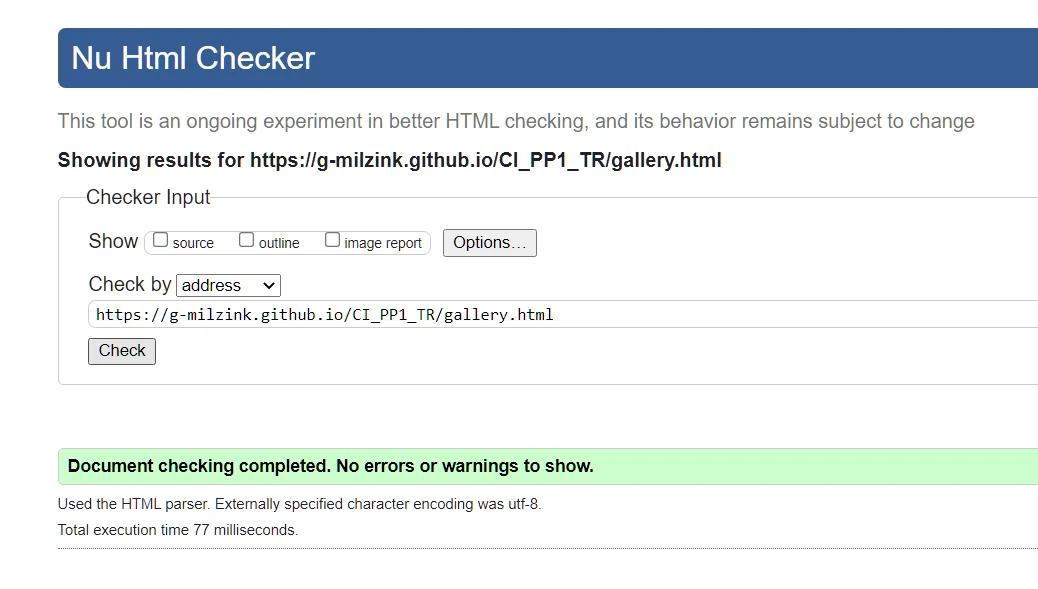 Nu Html Checker
This tool is an ongoing experiment in better HTML checking, and its behavior remains subject to change
Showing results for https://g-milzink.github.io/CI_PP1_TR/gallery.html
Checker Input
Show source outline image report Options...
Check by address
https://g-milzink.github.io/CI_PP1_TR/gallery.html
Check
Document checking completed. No errors or warnings to show.
Used the HTML parser. Externally specified character encoding was utf-8.
Total execution time 77 milliseconds.